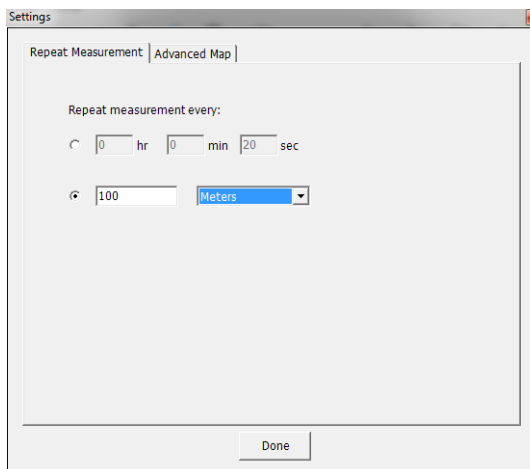 Settings
Repeat Measurement Advanced Map
Repeat measurement every:
0 hr 0 min 20 sec
100 Meters
Done